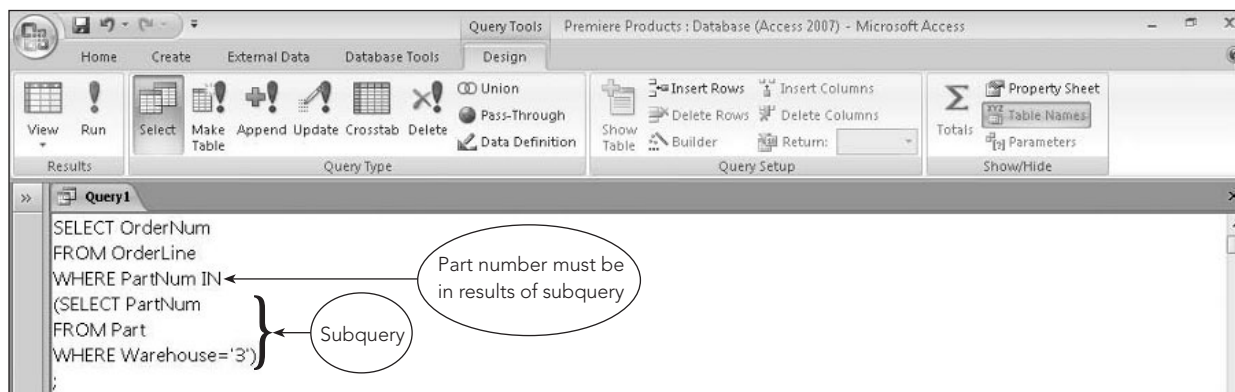 Query Tools Premiere Products : Database (Access 2007) - Microsoft Access
Home Create External Data Database Tools Design
View Run
Results
Select Make Table Append Update Crosstab Delete
Union
Pass-Through
Data Definition
Query Type
Show Table
Insert Rows
Delete Rows
Builder
Insert Columns
Delete Columns
Return:
Query Setup
Σ Totals
Property Sheet
XYZ Table Names
[?] Parameters
Show/Hide
» Query1
SELECT OrderNum
FROM OrderLine
WHERE PartNum IN
(SELECT PartNum
FROM Part
WHERE Warehouse='3')
;
Part number must be
in results of subquery
Subquery